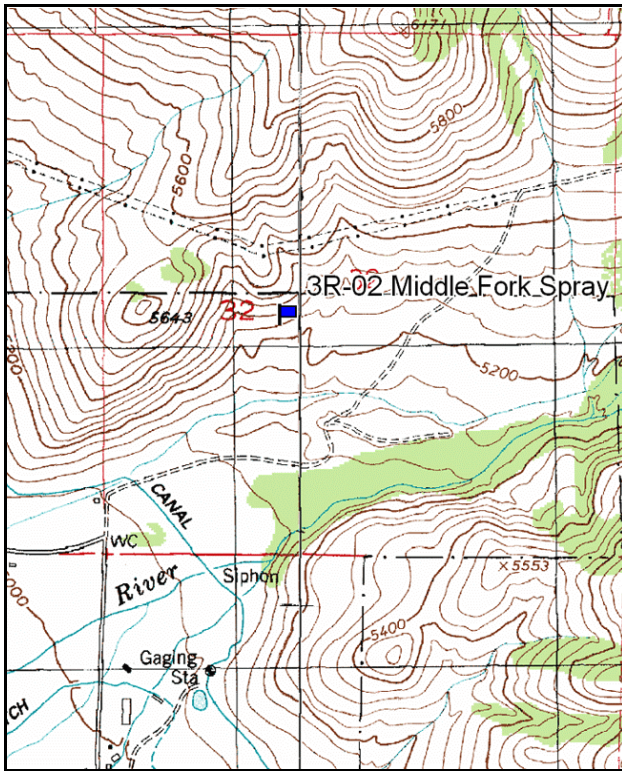 6171
5800
5600
3R-02 Middle Fork Spray
32
5643
5200
CANAL
WC
River
Siphon
×5553
5400
Gaging
Sta